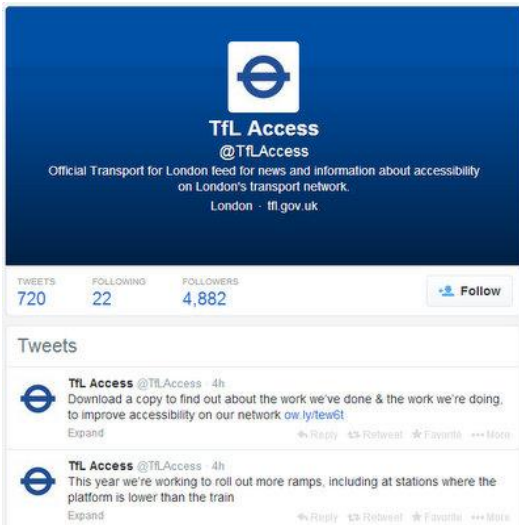 TfL Access
@TfLAccess
Official Transport for London feed for news and information about accessibility
on London's transport network.
London · tfl.gov.uk
TWEETS FOLLOWING FOLLOWERS
720 22 4,882 Follow
Tweets
TfL Access @TfLAccess · 4h
Download a copy to find out about the work we've done & the work we're doing,
to improve accessibility on our network ow.ly/tew6t
Expand Reply Retweet Favorite More
TfL Access @TfLAccess · 4h
This year we're working to roll out more ramps, including at stations where the
platform is lower than the train
Expand Reply Retweet Favorite More